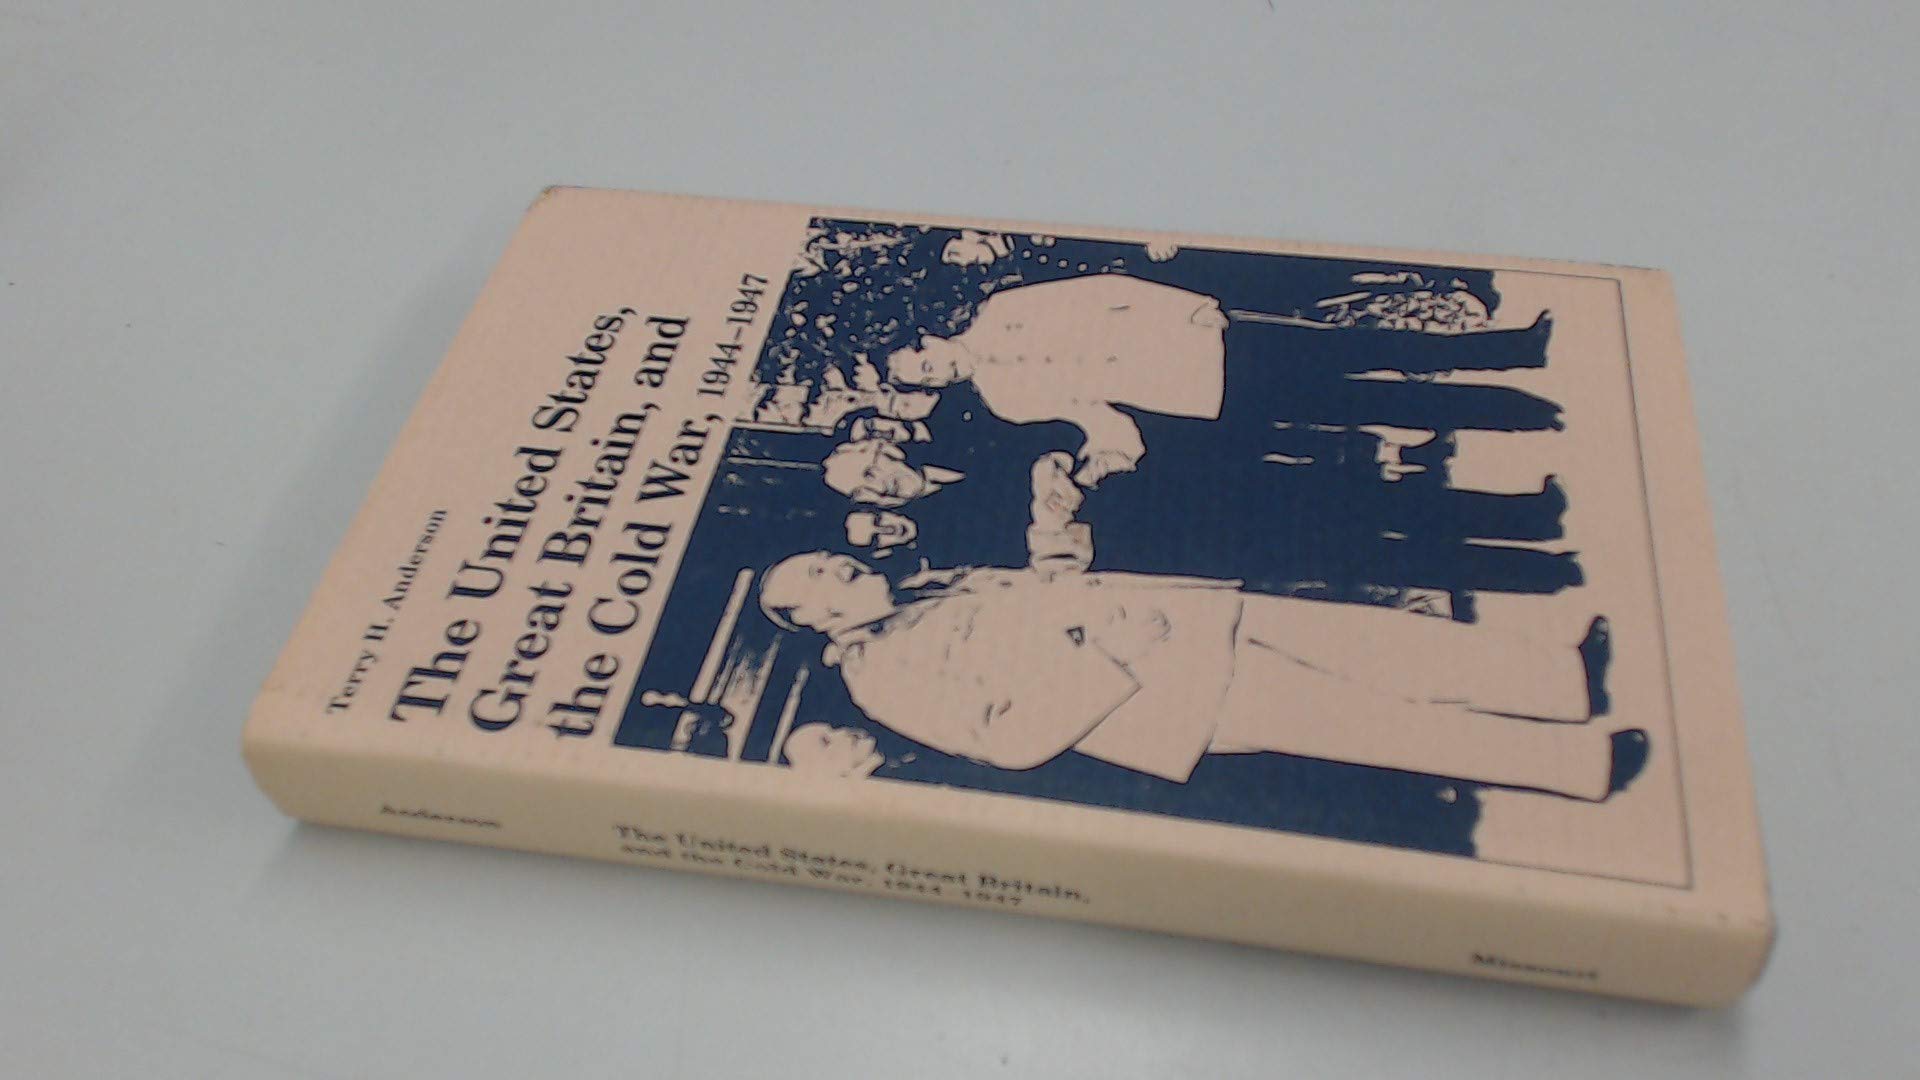 Terry H. Anderson
The United States,
Great Britain, and
the Cold War, 1944–1947
Anderson
The United States, Great Britain,
and the Cold War, 1944–1947
Missouri